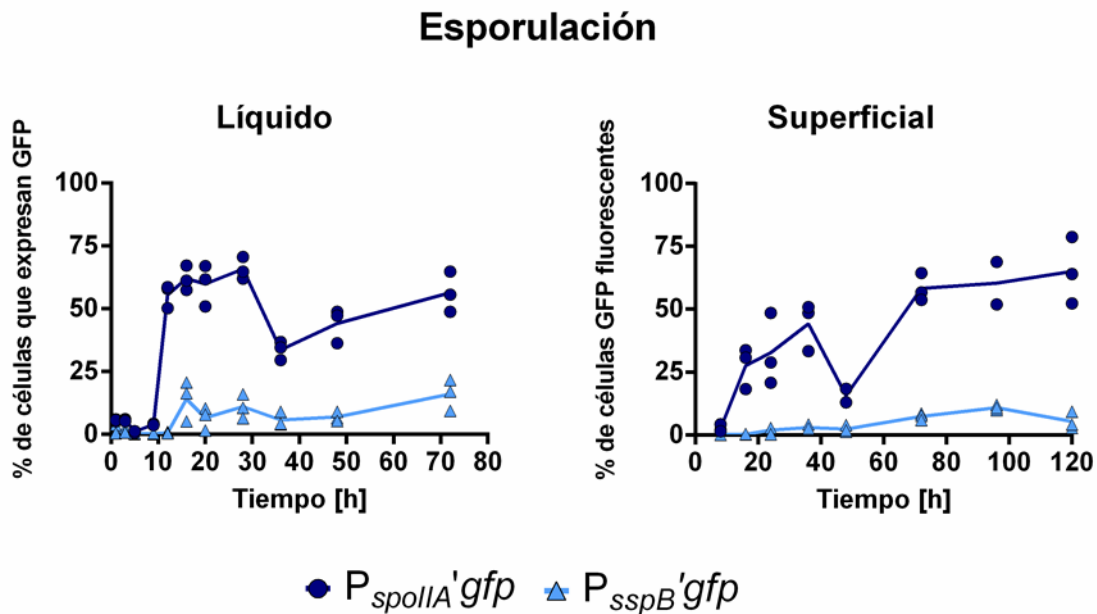 Esporulación
Líquido
% de células que expresan GFP
100
75
50
25
0
0 10 20 30 40 50 60 70 80
Tiempo [h]
Superficial
% de células GFP fluorescentes
100
75
50
25
0
0 20 40 60 80 100 120
Tiempo [h]
PspoIIA'gfp PsspB'gfp